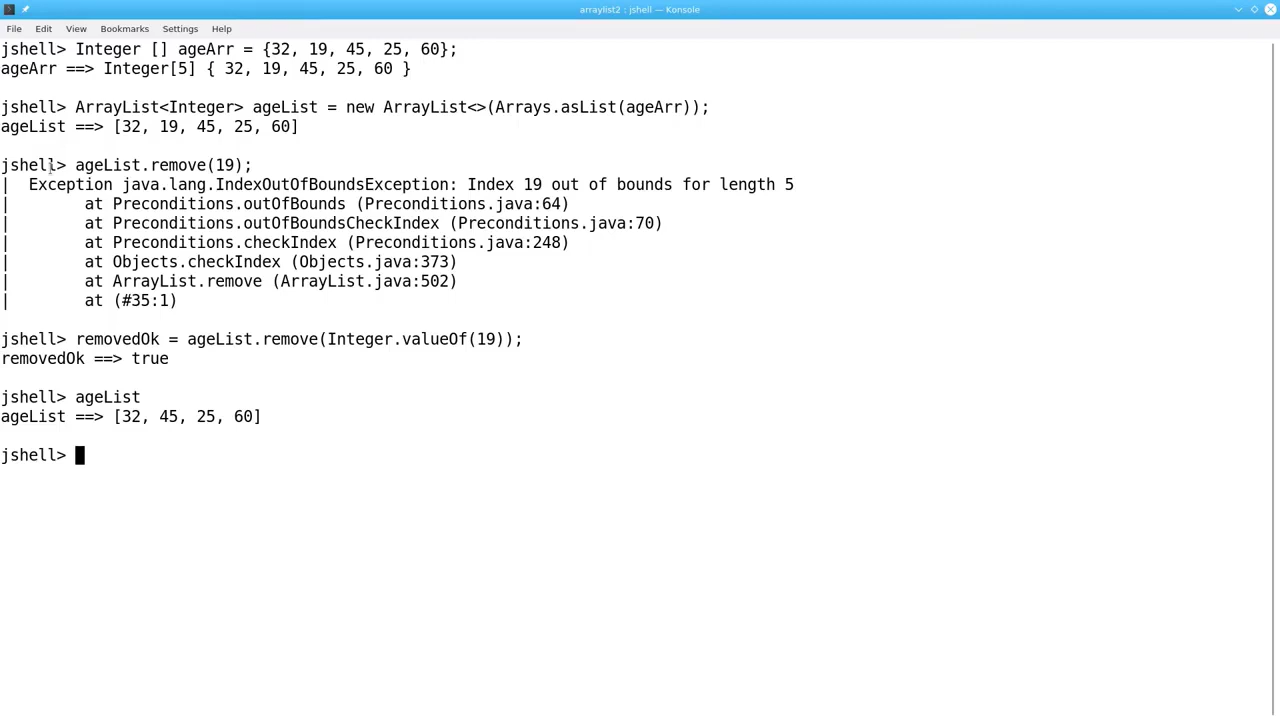 arraylist2 : jshell — Konsole
File Edit View Bookmarks Settings Help
jshell> Integer [] ageArr = {32, 19, 45, 25, 60};
ageArr ==> Integer[5] { 32, 19, 45, 25, 60 }
jshell> ArrayList<Integer> ageList = new ArrayList<>(Arrays.asList(ageArr));
ageList ==> [32, 19, 45, 25, 60]
jshell> ageList.remove(19);
|  Exception java.lang.IndexOutOfBoundsException: Index 19 out of bounds for length 5
|        at Preconditions.outOfBounds (Preconditions.java:64)
|        at Preconditions.outOfBoundsCheckIndex (Preconditions.java:70)
|        at Preconditions.checkIndex (Preconditions.java:248)
|        at Objects.checkIndex (Objects.java:373)
|        at ArrayList.remove (ArrayList.java:502)
|        at (#35:1)
jshell> removedOk = ageList.remove(Integer.valueOf(19));
removedOk ==> true
jshell> ageList
ageList ==> [32, 45, 25, 60]
jshell>